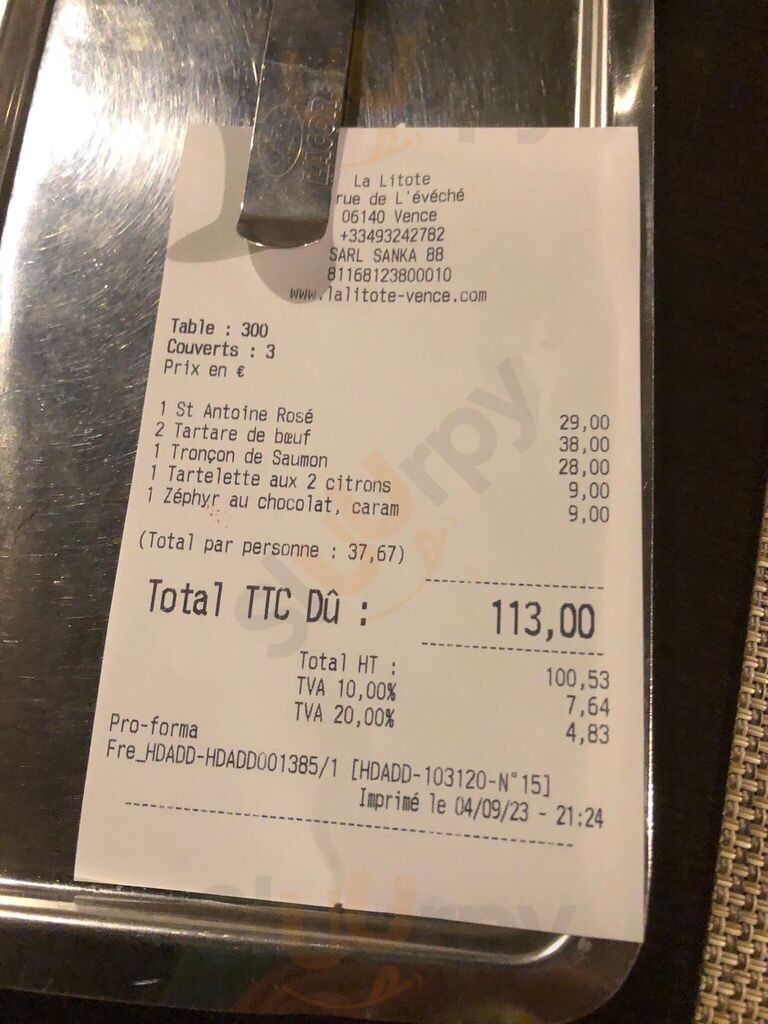 La Litote
rue de L'évéché
06140 Vence
+33493242782
SARL SANKA 88
81168123800010
www.lalitote-vence.com
Table : 300
Couverts : 3
Prix en €
1 St Antoine Rosé 29,00
2 Tartare de bœuf 38,00
1 Tronçon de Saumon 28,00
1 Tartelette aux 2 citrons 9,00
1 Zéphyr au chocolat, caram 9,00
(Total par personne : 37,67)
Total TTC Dû : 113,00
Total HT : 100,53
TVA 10,00% 7,64
TVA 20,00% 4,83
Pro-forma
Fre_HDADD-HDADD001385/1 [HDADD-103120-N°15]
Imprimé le 04/09/23 - 21:24
sluurpy